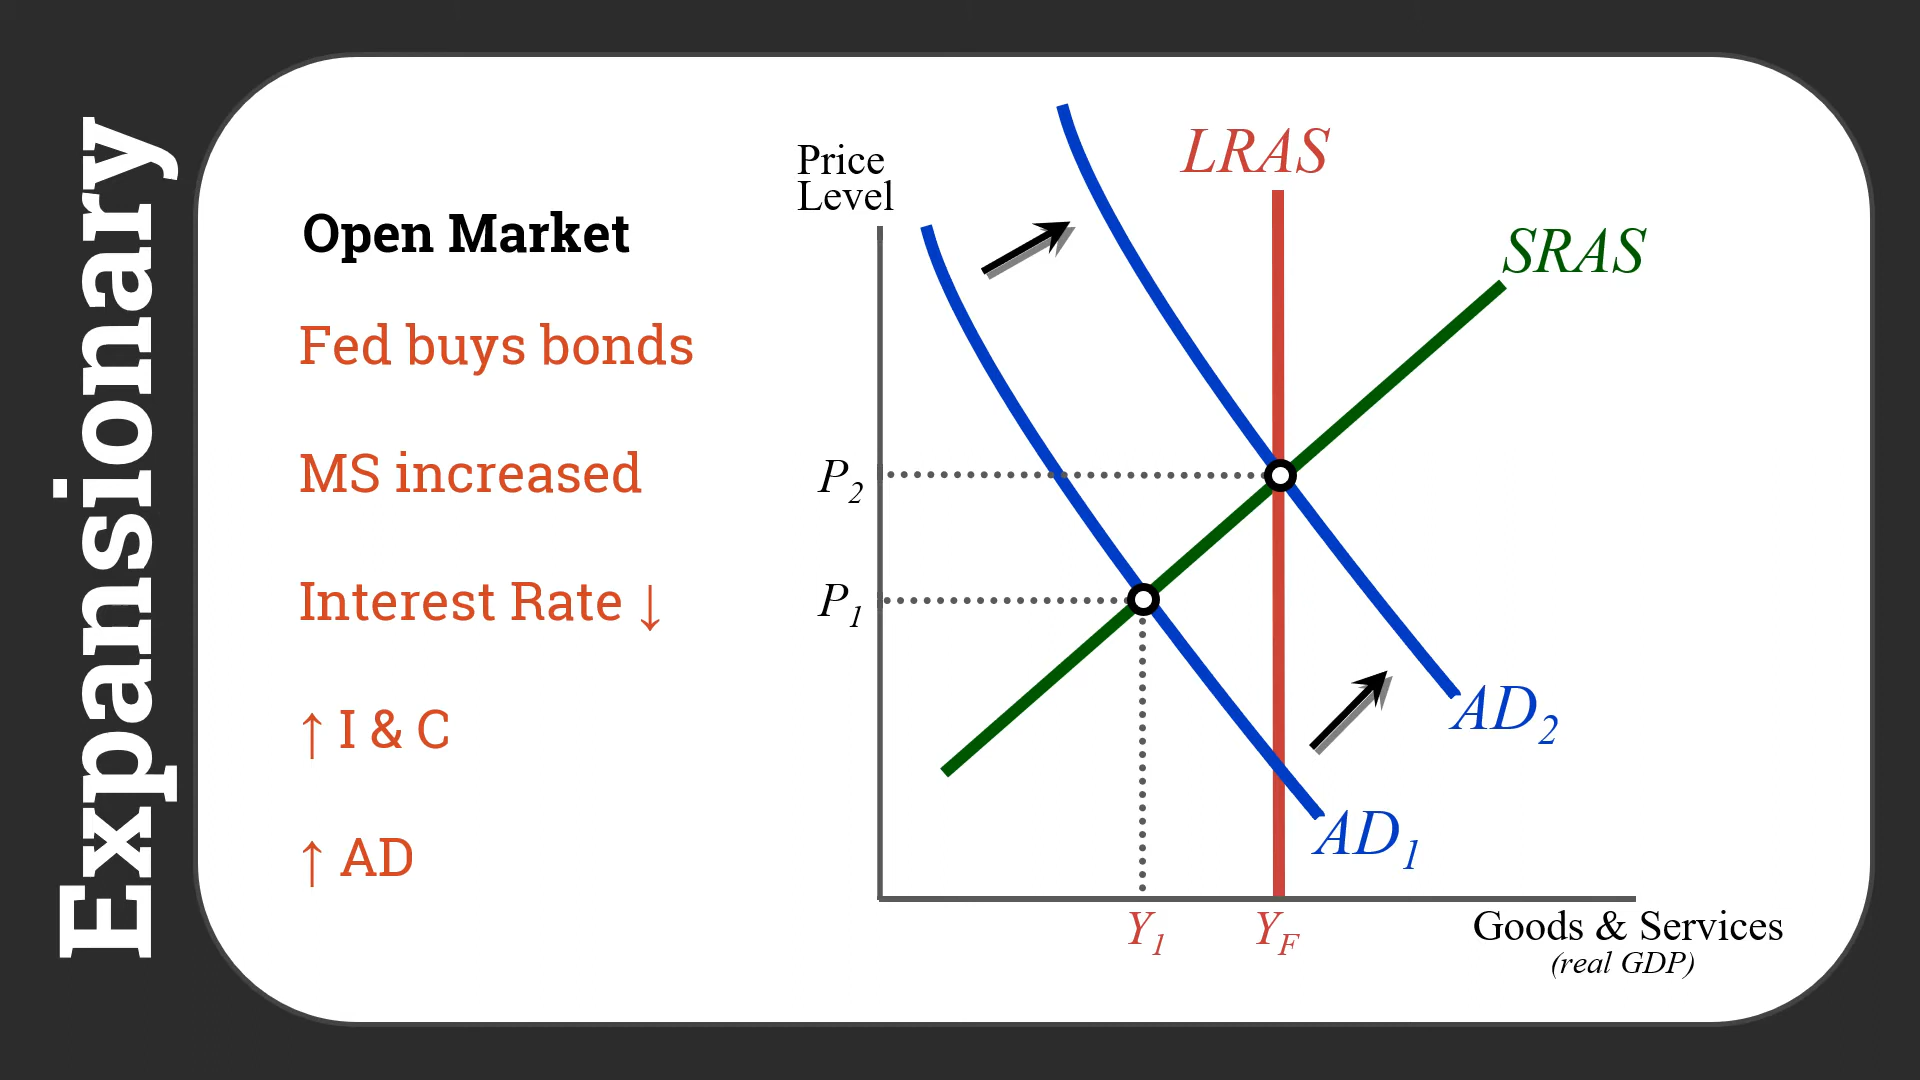 Expansionary
Open Market
Fed buys bonds
MS increased
Interest Rate ↓
↑ I & C
↑ AD
Price
Level
LRAS
SRAS
P2
P1
AD2
AD1
Y1
YF
Goods & Services
(real GDP)